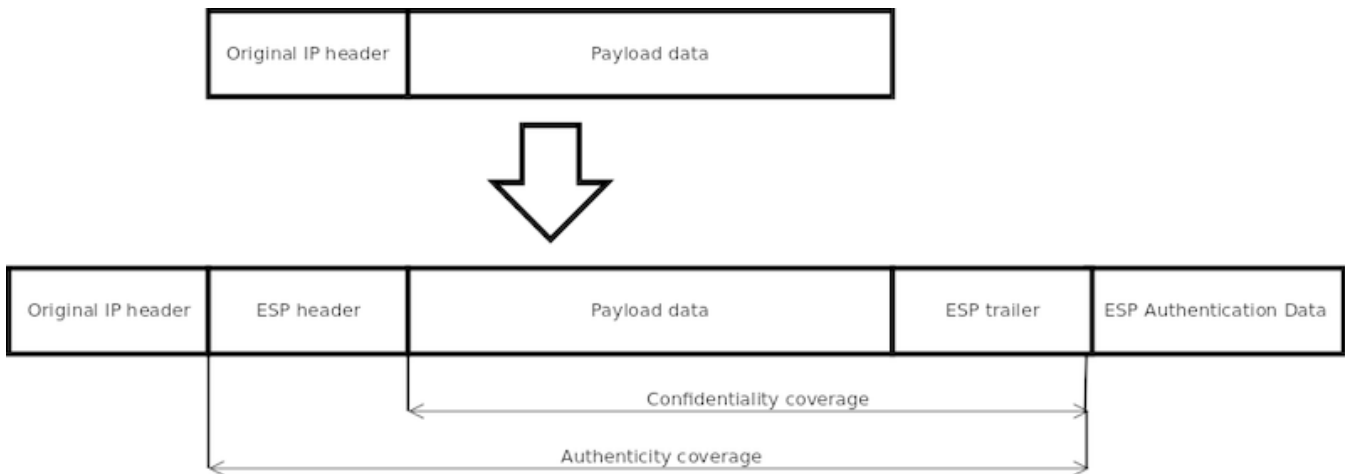 Original IP header Payload data
Original IP header ESP header Payload data ESP trailer ESP Authentication Data
Confidentiality coverage
Authenticity coverage